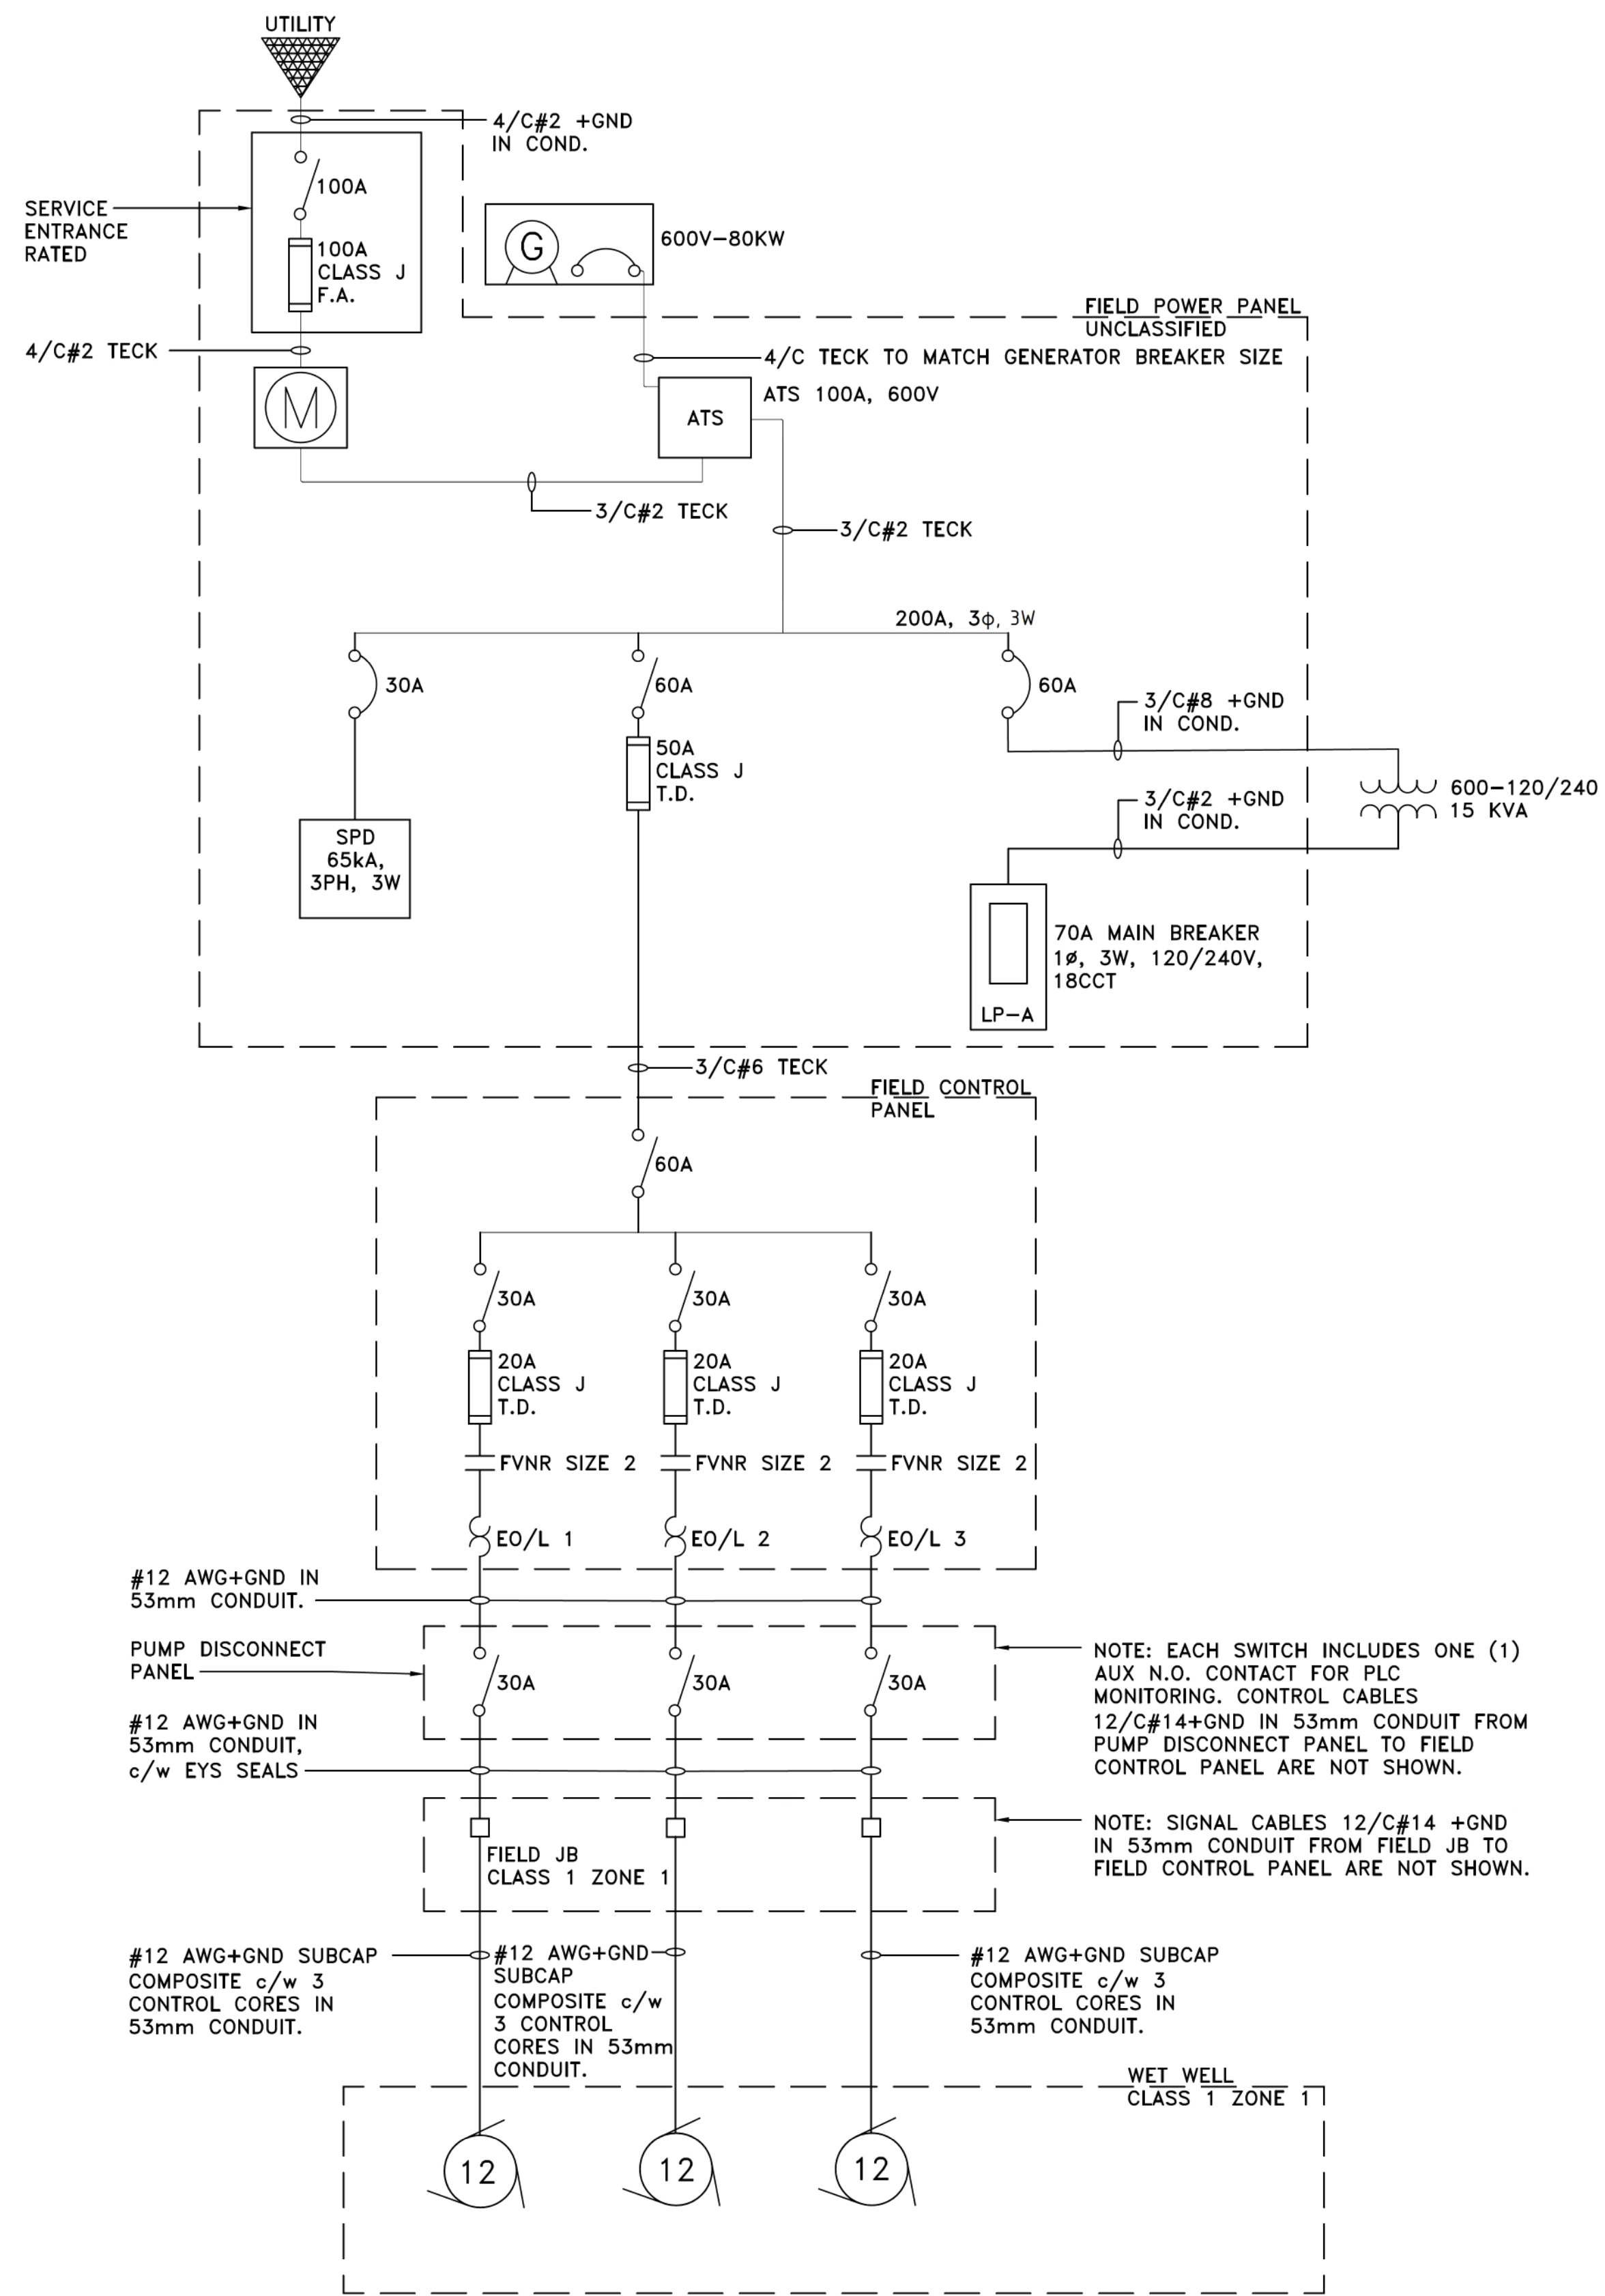 UTILITY
4/C#2 +GND
IN COND.
100A
SERVICE
ENTRANCE
RATED
100A
CLASS J
F.A.
G
600V-80KW
FIELD POWER PANEL
UNCLASSIFIED
4/C#2 TECK
4/C TECK TO MATCH GENERATOR BREAKER SIZE
M
ATS
ATS 100A, 600V
3/C#2 TECK
3/C#2 TECK
200A, 3ϕ, 3W
30A
60A
60A
3/C#8 +GND
IN COND.
50A
CLASS J
T.D.
600-120/240
15 KVA
3/C#2 +GND
IN COND.
SPD
65kA,
3PH, 3W
70A MAIN BREAKER
1ø, 3W, 120/240V,
18CCT
LP-A
3/C#6 TECK
FIELD CONTROL
PANEL
60A
30A
30A
30A
20A
CLASS J
T.D.
20A
CLASS J
T.D.
20A
CLASS J
T.D.
FVNR SIZE 2
FVNR SIZE 2
FVNR SIZE 2
EO/L 1
EO/L 2
EO/L 3
#12 AWG+GND IN
53mm CONDUIT.
PUMP DISCONNECT
PANEL
30A
30A
30A
NOTE: EACH SWITCH INCLUDES ONE (1)
AUX N.O. CONTACT FOR PLC
MONITORING. CONTROL CABLES
12/C#14+GND IN 53mm CONDUIT FROM
PUMP DISCONNECT PANEL TO FIELD
CONTROL PANEL ARE NOT SHOWN.
#12 AWG+GND IN
53mm CONDUIT,
c/w EYS SEALS
FIELD JB
CLASS 1 ZONE 1
NOTE: SIGNAL CABLES 12/C#14 +GND
IN 53mm CONDUIT FROM FIELD JB TO
FIELD CONTROL PANEL ARE NOT SHOWN.
#12 AWG+GND SUBCAP
COMPOSITE c/w 3
CONTROL CORES IN
53mm CONDUIT.
#12 AWG+GND
SUBCAP
COMPOSITE c/w
3 CONTROL
CORES IN 53mm
CONDUIT.
#12 AWG+GND SUBCAP
COMPOSITE c/w 3
CONTROL CORES IN
53mm CONDUIT.
WET WELL
CLASS 1 ZONE 1
12
12
12